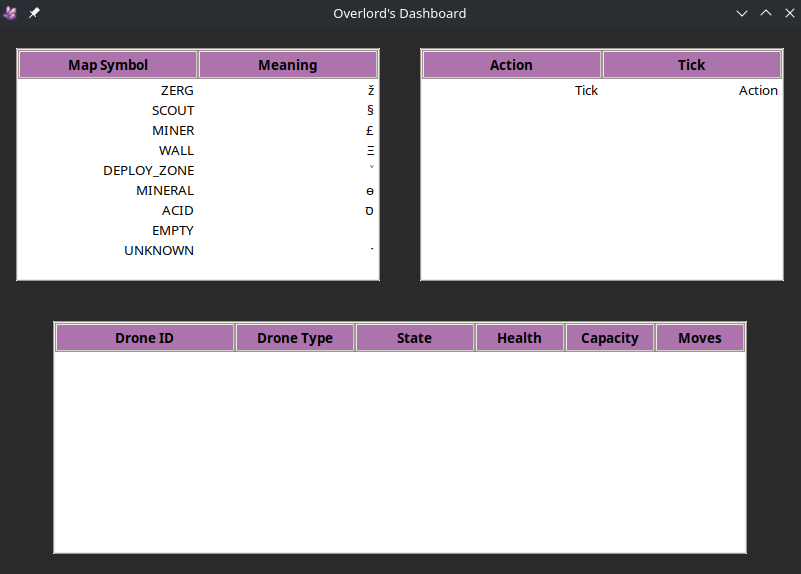 Overlord's Dashboard
Map Symbol Meaning
ZERG ž
SCOUT §
MINER £
WALL Ξ
DEPLOY_ZONE ˅
MINERAL ɵ
ACID ס
EMPTY
UNKNOWN ·
Action Tick
Tick Action
Drone ID Drone Type State Health Capacity Moves